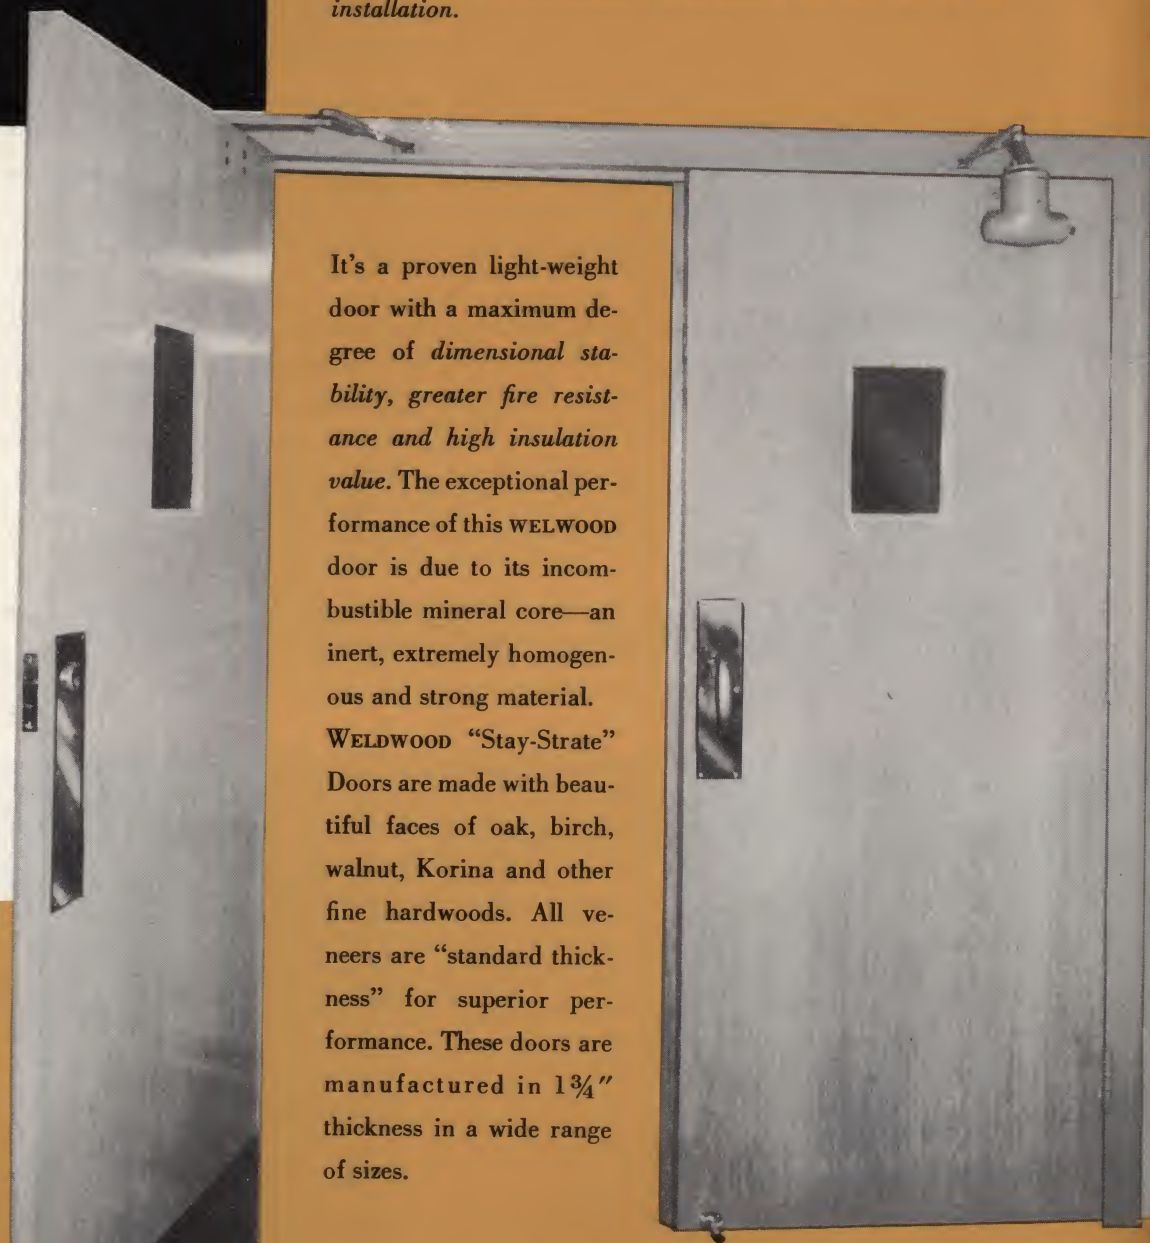 installation.
It's a proven light-weight
door with a maximum de-
gree of dimensional sta-
bility, greater fire resist-
ance and high insulation
value. The exceptional per-
formance of this WELWOOD
door is due to its incom-
bustible mineral core—an
inert, extremely homogen-
ous and strong material.
WELDWOOD “Stay-Strate”
Doors are made with beau-
tiful faces of oak, birch,
walnut, Korina and other
fine hardwoods. All ve-
neers are “standard thick-
ness” for superior per-
formance. These doors are
manufactured in 1¾″
thickness in a wide range
of sizes.